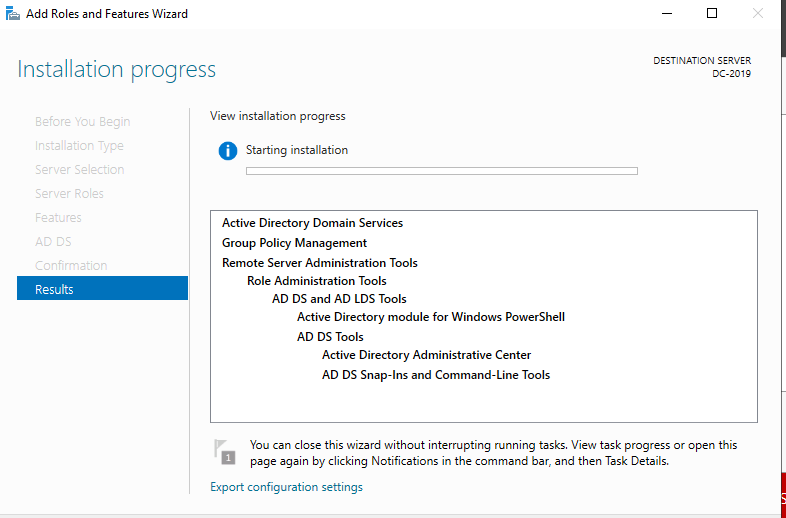 Add Roles and Features Wizard
Installation progress
DESTINATION SERVER
DC-2019
Before You Begin
Installation Type
Server Selection
Server Roles
Features
AD DS
Confirmation
Results
View installation progress
Starting installation
Active Directory Domain Services
Group Policy Management
Remote Server Administration Tools
Role Administration Tools
AD DS and AD LDS Tools
Active Directory module for Windows PowerShell
AD DS Tools
Active Directory Administrative Center
AD DS Snap-Ins and Command-Line Tools
1
You can close this wizard without interrupting running tasks. View task progress or open this
page again by clicking Notifications in the command bar, and then Task Details.
Export configuration settings